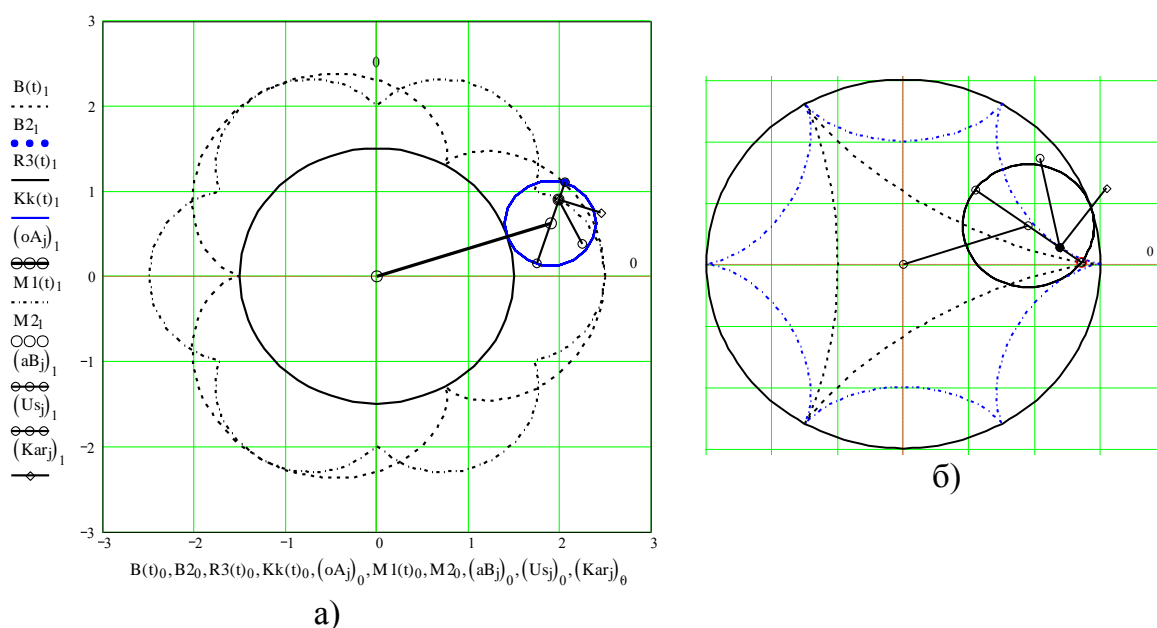 3
2
1
0
−1
−2
−3
−3
−2
−1
0
1
2
3
0
0
B(t)₁
B2₁
R3(t)₁
Kk(t)₁
(oAⱼ)₁
M1(t)₁
M2₁
(aBⱼ)₁
(Usⱼ)₁
(Karⱼ)₁
B(t)₀,B2₀,R3(t)₀,Kk(t)₀,(oAⱼ)₀,M1(t)₀,M2₀,(aBⱼ)₀,(Usⱼ)₀,(Karⱼ)₀
а)
0
б)